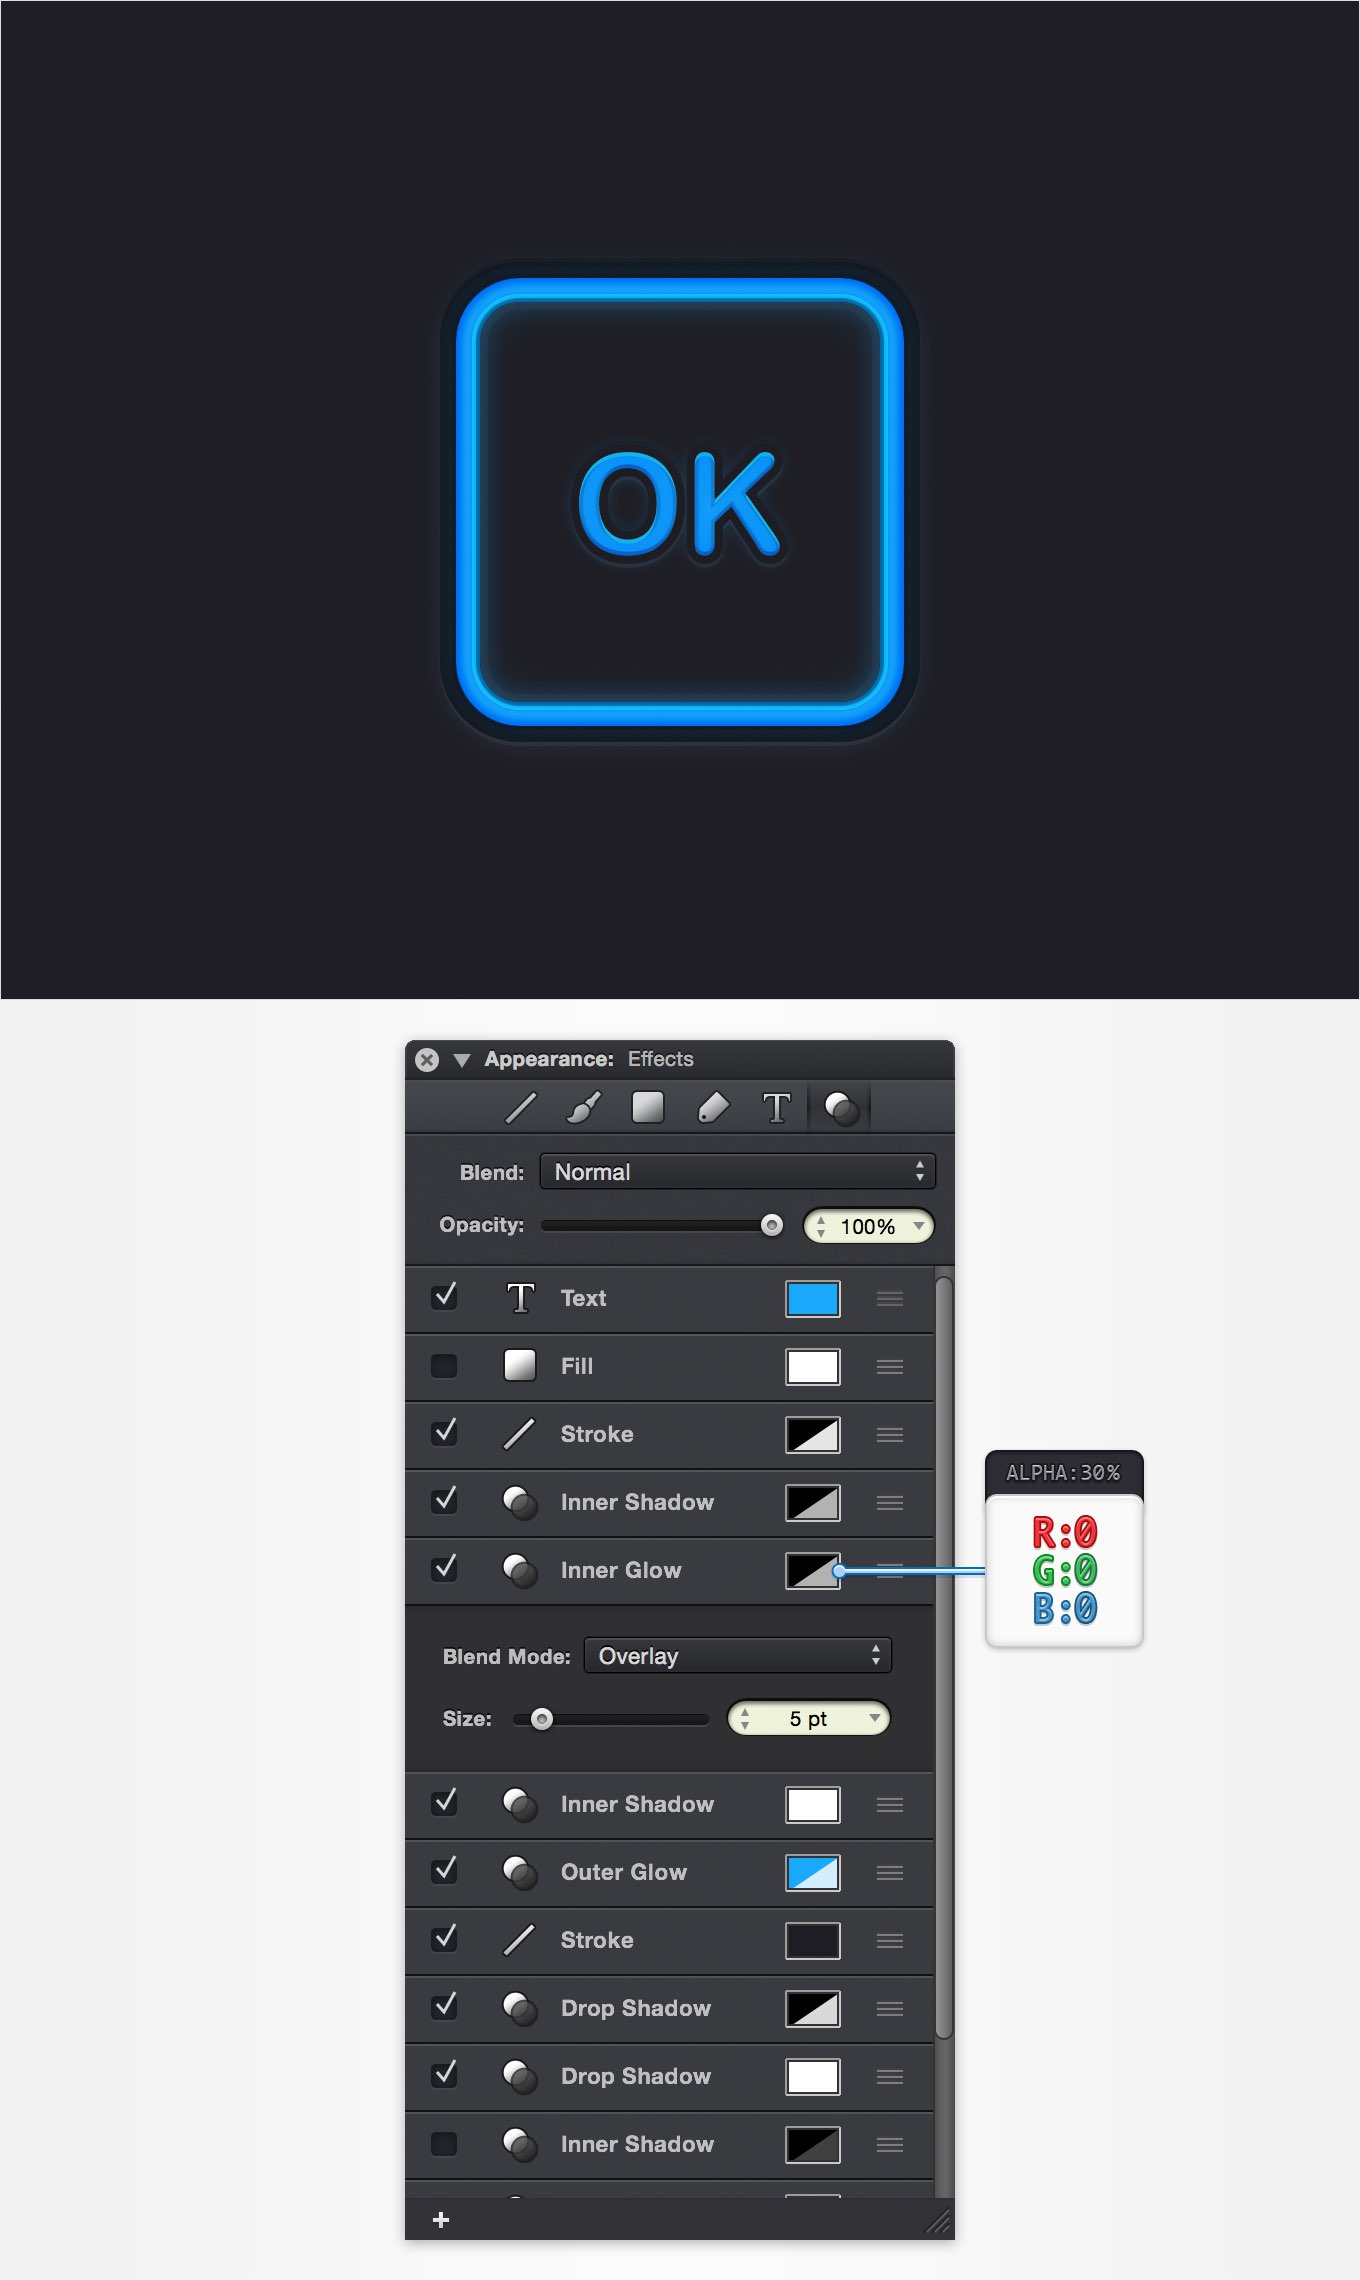 OK
Appearance: Effects
T
Blend: Normal
Opacity: 100%
T Text
Fill
Stroke
Inner Shadow
Inner Glow
ALPHA:30%
R:0
G:0
B:0
Blend Mode: Overlay
Size: 5 pt
Inner Shadow
Outer Glow
Stroke
Drop Shadow
Drop Shadow
Inner Shadow
+